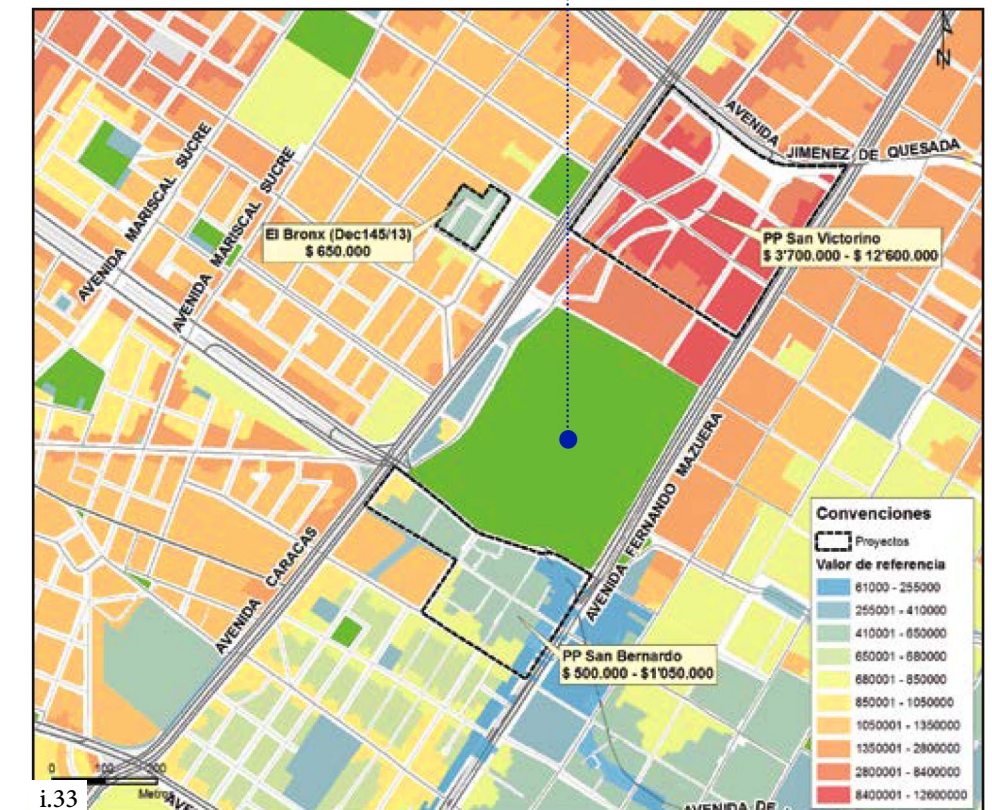 N
AVENIDA
JIMENEZ DE QUESADA
AVENIDA MARISCAL SUCRE
AVENIDA MARISCAL SUCRE
El Bronx (Dec145/13)
$ 650.000
PP San Victorino
$ 3'700.000 - $ 12'600.000
AVENIDA FERNANDO MAZUERA
AVENIDA CARACAS
PP San Bernardo
$ 500.000 - $1'050.000
Convenciones
Proyectos
Valor de referencia
61000 - 255000
255001 - 410000
410001 - 650000
650001 - 680000
680001 - 850000
850001 - 1050000
1050001 - 1350000
1350001 - 2800000
2800001 - 8400000
8400001 - 12600000
0 100 200
i.33
AVENIDA DE